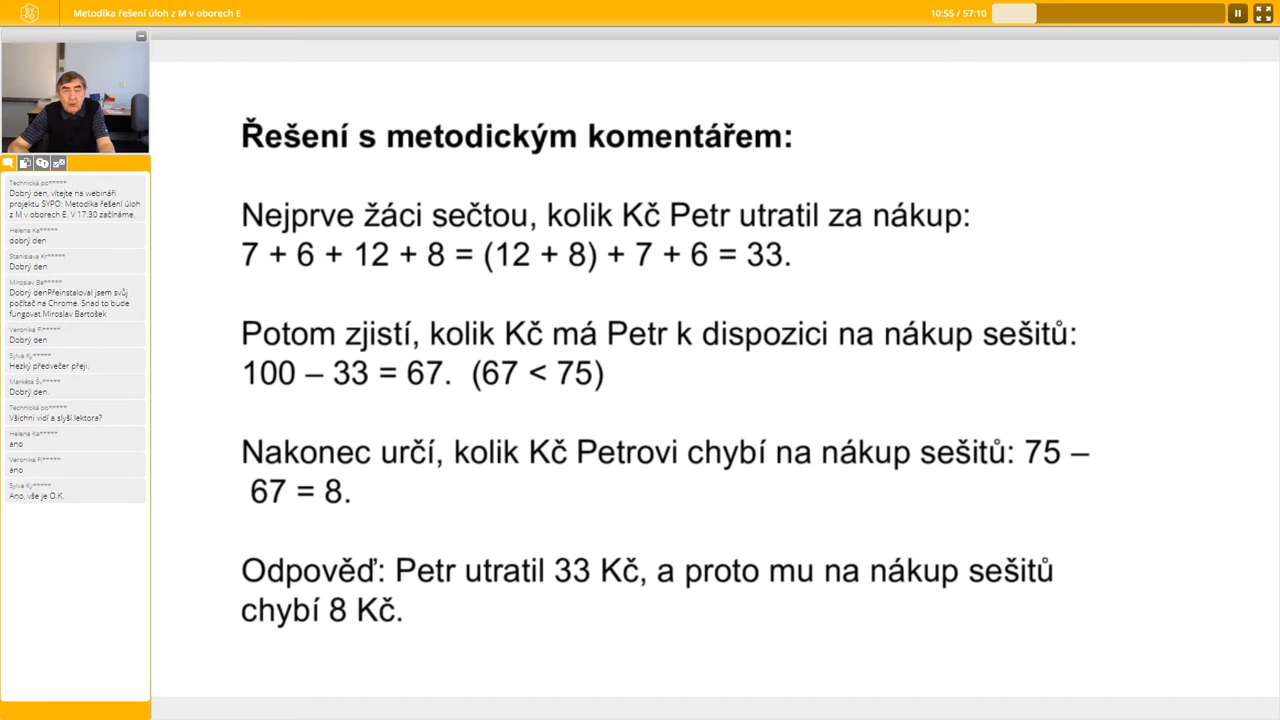 SY
PO
Metodika řešení úloh z M v oborech E
10:55 / 57:10
Řešení s metodickým komentářem:
Nejprve žáci sečtou, kolik Kč Petr utratil za nákup:
7 + 6 + 12 + 8 = (12 + 8) + 7 + 6 = 33.
Potom zjistí, kolik Kč má Petr k dispozici na nákup sešitů:
100 – 33 = 67. (67 < 75)
Nakonec určí, kolik Kč Petrovi chybí na nákup sešitů: 75 –
67 = 8.
Odpověď: Petr utratil 33 Kč, a proto mu na nákup sešitů
chybí 8 Kč.
Technická po*****
Dobrý den, vítejte na webináři
projektu SYPO: Metodika řešení úloh
z M v oborech E. V 17:30 začínáme.
Helena Ka*****
dobrý den
Stanislava Kr*****
Dobrý den
Miroslav Ba*****
Dobrý denPřeinstaloval jsem svůj
počítač na Chrome. Snad to bude
fungovat.Miroslav Bartošek
Veronika Fi*****
Dobrý den
Sylva Ky*****
Hezký předvečer přeji.
Markéta Šv*****
Dobrý den.
Technická po*****
Všichni vidí a slyší lektora?
Helena Ka*****
ano
Veronika Fi*****
ano
Sylva Ky*****
Ano, vše je O.K.